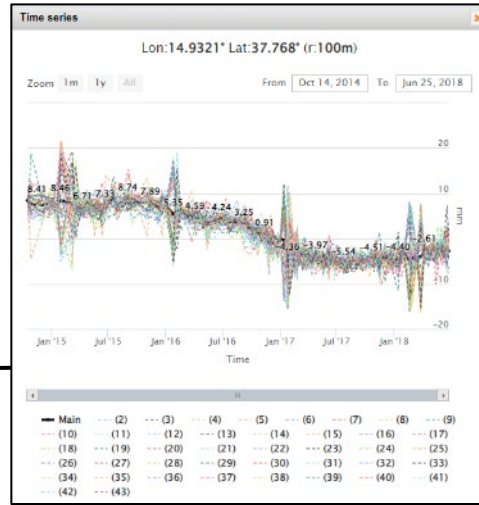 Time series
Lon:14.9321° Lat:37.768° (r:100m)
Zoom 1m 1y All From Oct 14, 2014 To Jun 25, 2018
20
10
-10
-20
mm
8.41 8.46 6.71 7.33 8.74 7.89 5.35 4.59 4.24 3.25 0.91 -3.97 -3.54 -4.51 -4.40 -2.61
Jan '15 Jul '15 Jan '16 Jul '16 Jan '17 Jul '17 Jan '18
Time
Main (2) (3) (4) (5) (6) (7) (8) (9)
(10) (11) (12) (13) (14) (15) (16) (17)
(18) (19) (20) (21) (22) (23) (24) (25)
(26) (27) (28) (29) (30) (31) (32) (33)
(34) (35) (36) (37) (38) (39) (40) (41)
(42) (43)